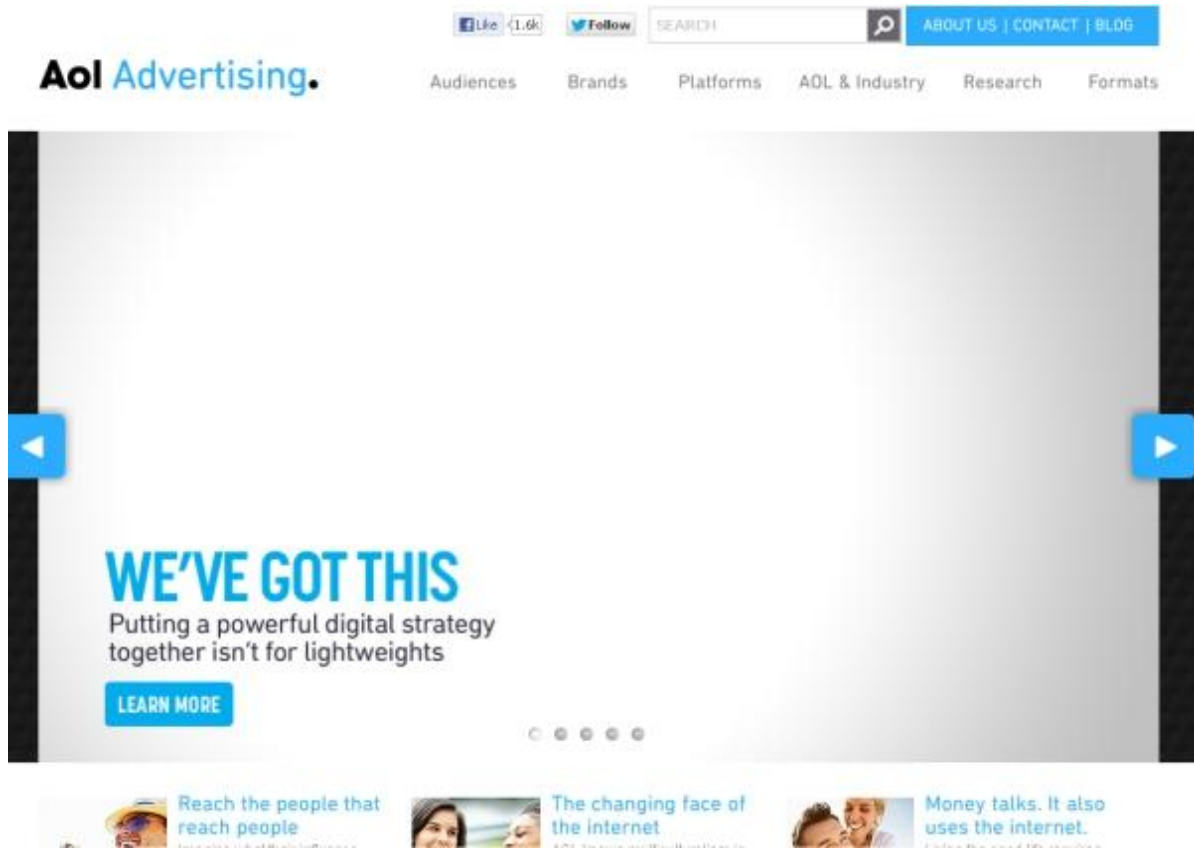 Like 1.6k Follow SEARCH ABOUT US | CONTACT | BLOG
Aol Advertising.
Audiences Brands Platforms AOL & Industry Research Formats
WE'VE GOT THIS
Putting a powerful digital strategy
together isn't for lightweights
LEARN MORE
Reach the people that
reach people
The changing face of
the internet
Money talks. It also
uses the internet.